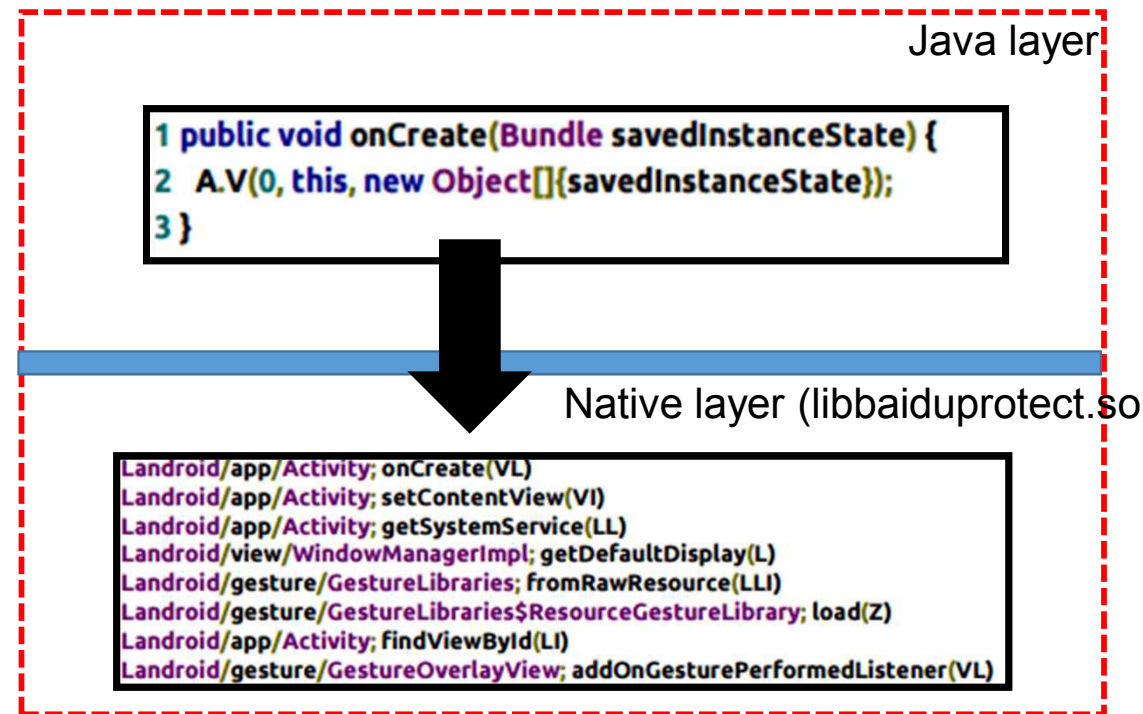 Java layer
1 public void onCreate(Bundle savedInstanceState) {
2 A.V(0, this, new Object[]{savedInstanceState});
3 }
Native layer (libbaiduprotect.so
Landroid/app/Activity; onCreate(VL)
Landroid/app/Activity; setContentView(VI)
Landroid/app/Activity; getSystemService(LL)
Landroid/view/WindowManagerImpl; getDefaultDisplay(L)
Landroid/gesture/GestureLibraries; fromRawResource(LLI)
Landroid/gesture/GestureLibraries$ResourceGestureLibrary; load(Z)
Landroid/app/Activity; findViewById(LI)
Landroid/gesture/GestureOverlayView; addOnGesturePerformedListener(VL)